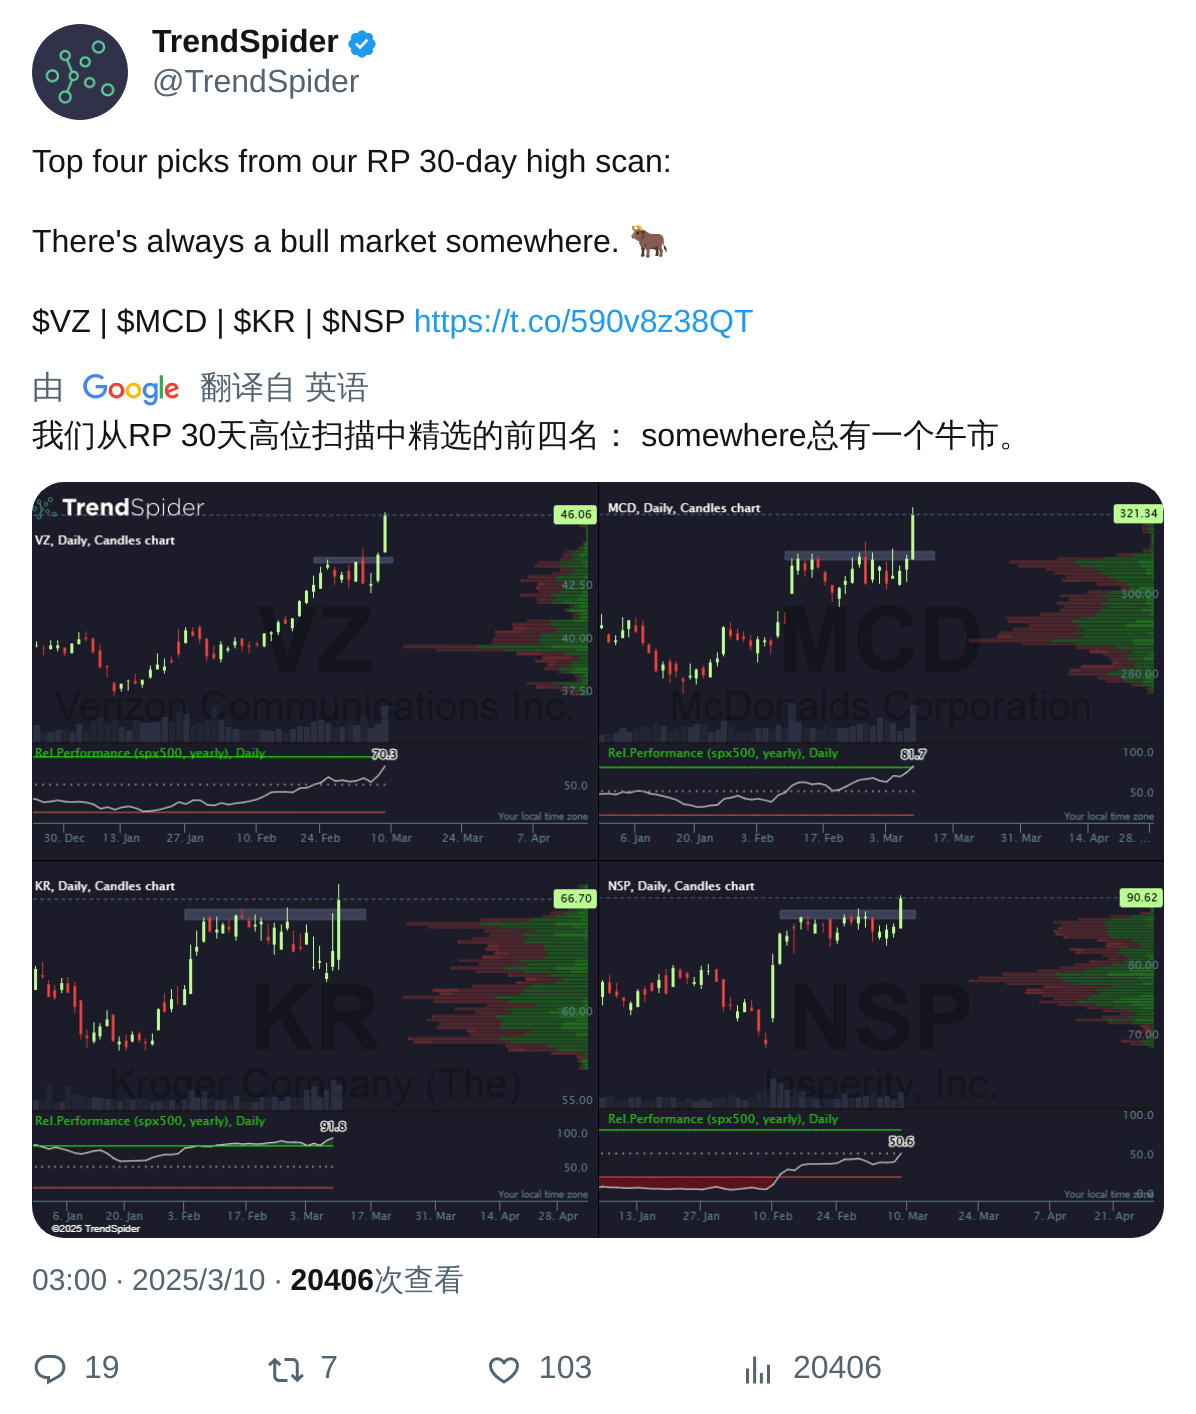 TrendSpider
@TrendSpider
Top four picks from our RP 30-day high scan:
There's always a bull market somewhere. 🐂
$VZ | $MCD | $KR | $NSP https://t.co/590v8z38QT
由 Google 翻译自 英语
我们从RP 30天高位扫描中精选的前四名： somewhere总有一个牛市。
TrendSpider
VZ, Daily, Candles chart
46.06
42.50
40.00
37.50
VZ
Verizon Communications Inc.
Rel.Performance (spx500, yearly), Daily
70.3
50.0
Your local time zone
30. Dec 13. Jan 27. Jan 10. Feb 24. Feb 10. Mar 24. Mar 7. Apr
MCD, Daily, Candles chart
321.34
300.00
280.00
MCD
McDonalds Corporation
Rel.Performance (spx500, yearly), Daily
81.7
100.0
50.0
Your local time zone
6. Jan 20. Jan 3. Feb 17. Feb 3. Mar 17. Mar 31. Mar 14. Apr 28. ...
KR, Daily, Candles chart
66.70
60.00
55.00
KR
Kroger Company (The)
Rel.Performance (spx500, yearly), Daily
91.8
100.0
50.0
Your local time zone
6. Jan 20. Jan 3. Feb 17. Feb 3. Mar 17. Mar 31. Mar 14. Apr 28. Apr
©2025 TrendSpider
NSP, Daily, Candles chart
90.62
80.00
70.00
NSP
Insperity, Inc.
Rel.Performance (spx500, yearly), Daily
50.6
100.0
50.0
0.0
Your local time zone
13. Jan 27. Jan 10. Feb 24. Feb 10. Mar 24. Mar 7. Apr 21. Apr
03:00 · 2025/3/10 · 20406次查看
19 7 103 20406